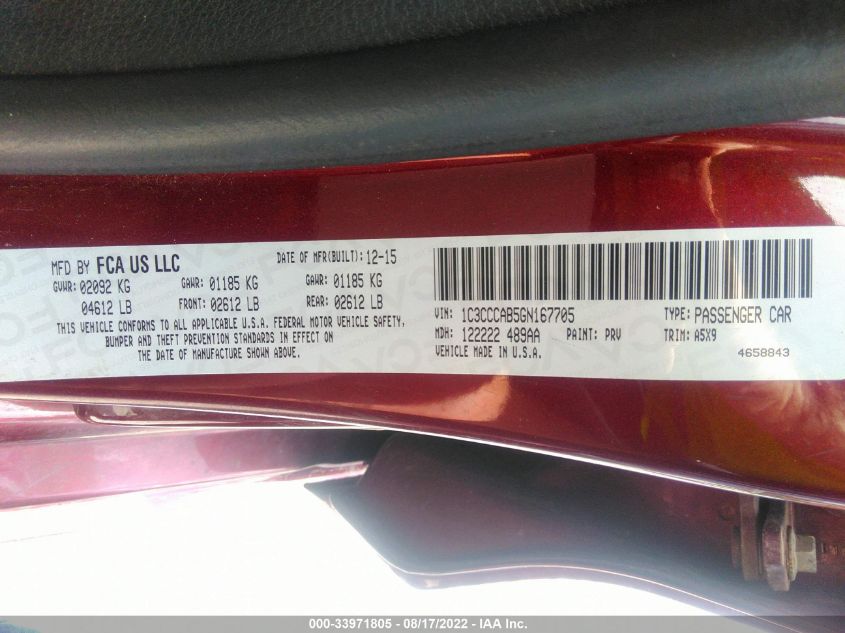 MFD BY FCA US LLC
DATE OF MFR(BUILT): 12-15
GVWR: 02092 KG
GAWR: 01185 KG
GAWR: 01185 KG
04612 LB
FRONT: 02612 LB
REAR: 02612 LB
THIS VEHICLE CONFORMS TO ALL APPLICABLE U.S.A. FEDERAL MOTOR VEHICLE SAFETY,
BUMPER AND THEFT PREVENTION STANDARDS IN EFFECT ON
THE DATE OF MANUFACTURE SHOWN ABOVE.
VIN: 1C3CCCAB5GN167705
TYPE: PASSENGER CAR
MDH: 122222 489AA
PAINT: PRV
TRIM: A5X9
VEHICLE MADE IN U.S.A.
4658843
000-33971805 - 08/17/2022 - IAA Inc.